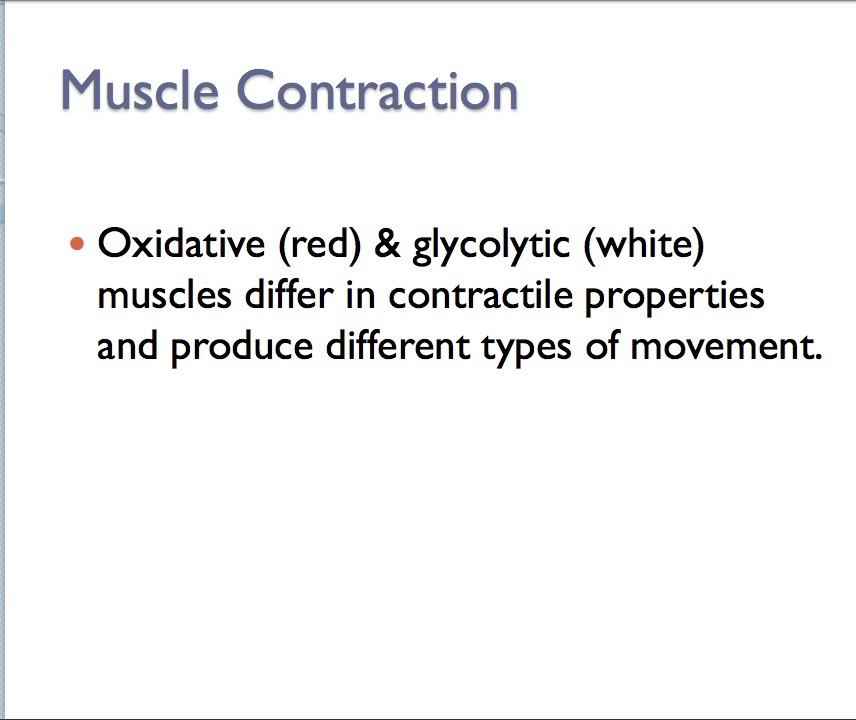 Muscle Contraction
• Oxidative (red) & glycolytic (white)
muscles differ in contractile properties
and produce different types of movement.